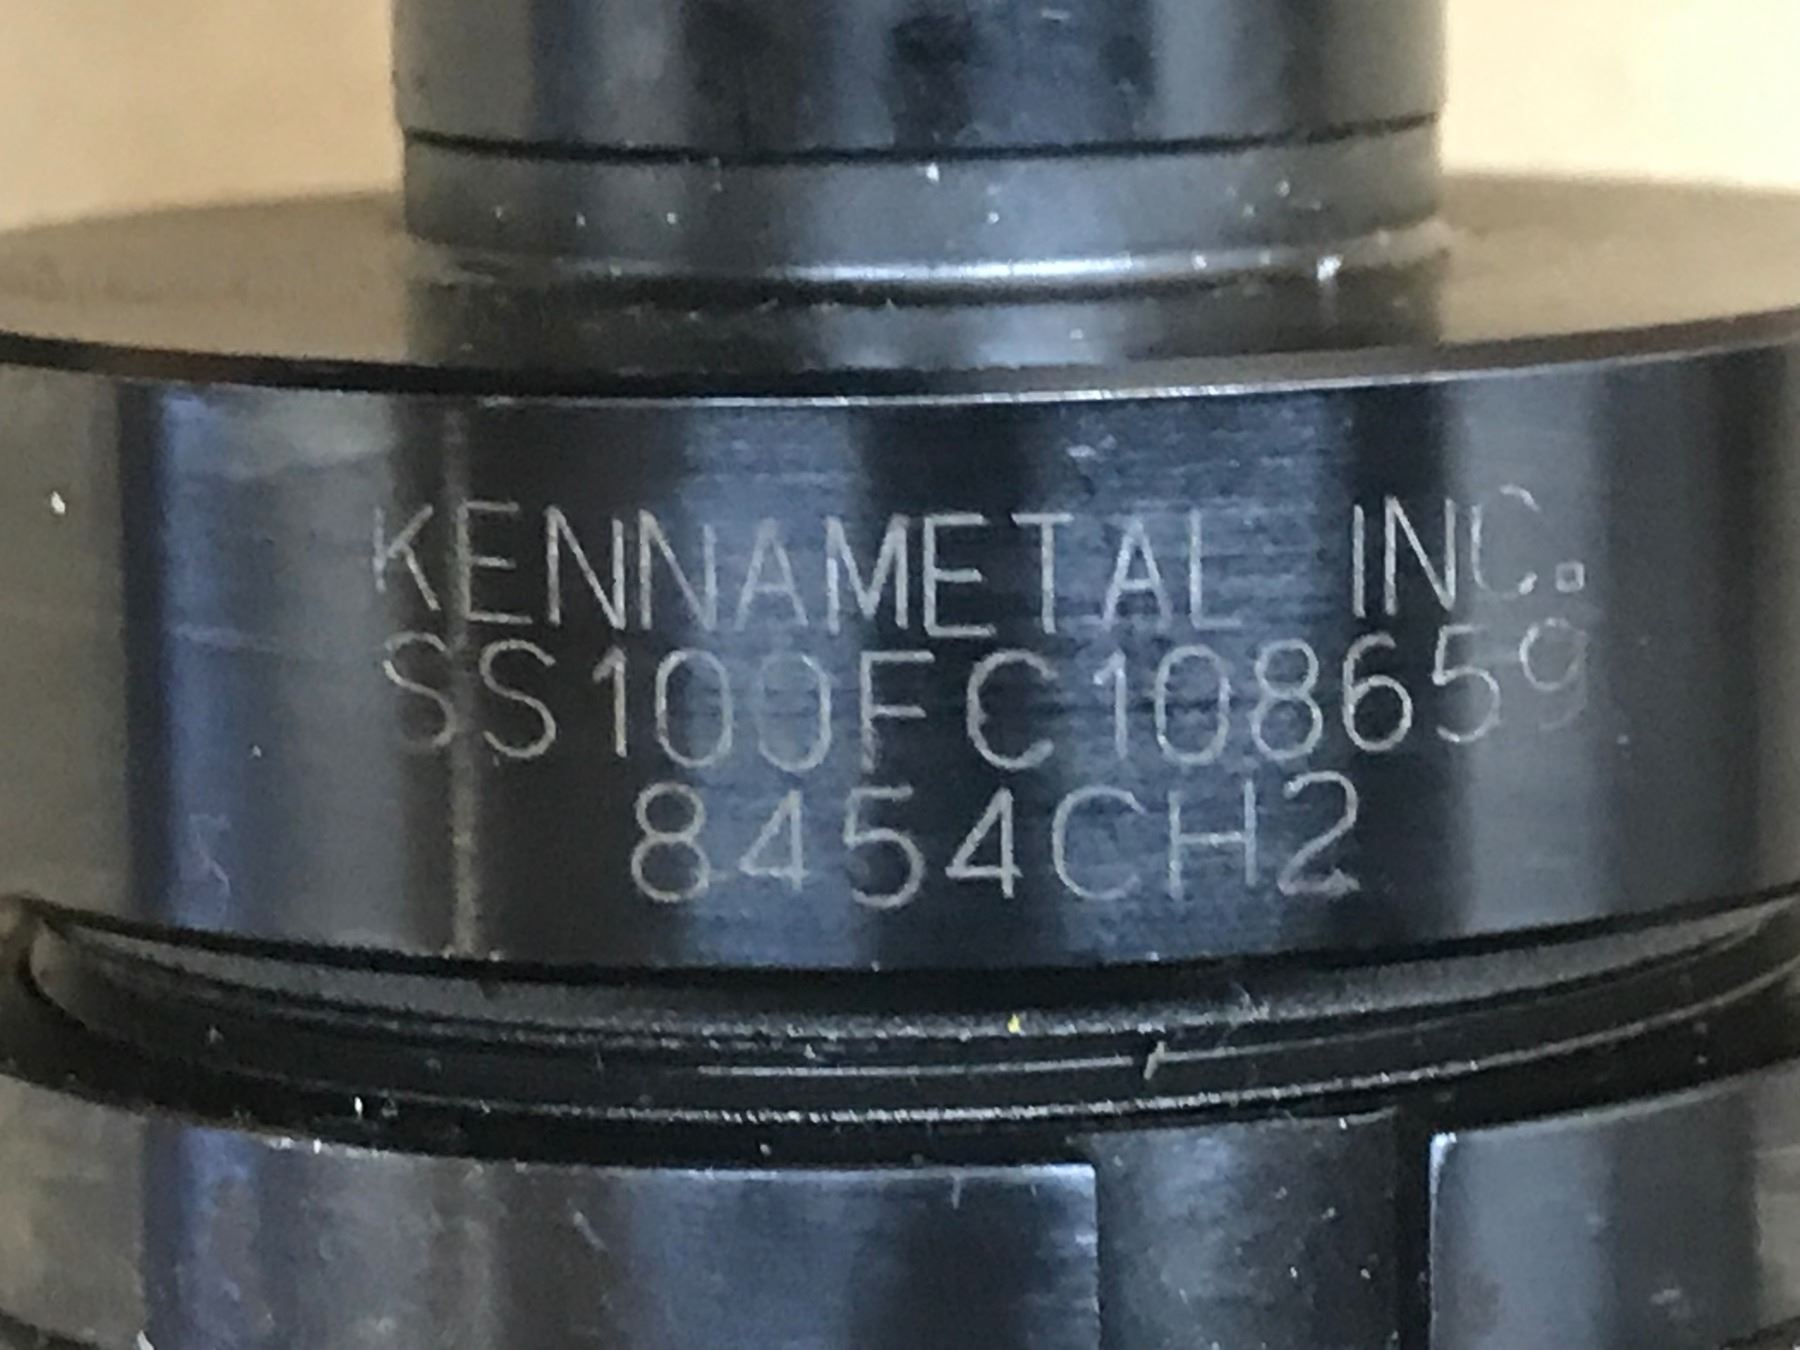 KENNAMETAL INC.
SS100FC108659
8454CH2